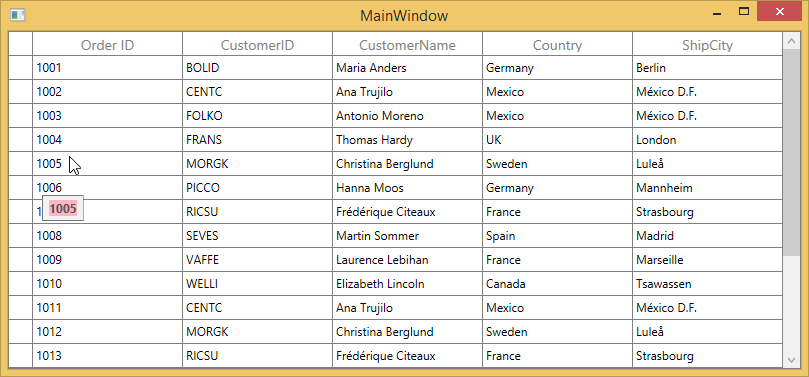 MainWindow
Order ID CustomerID CustomerName Country ShipCity
1001 BOLID Maria Anders Germany Berlin
1002 CENTC Ana Trujilo Mexico México D.F.
1003 FOLKO Antonio Moreno Mexico México D.F.
1004 FRANS Thomas Hardy UK London
1005 MORGK Christina Berglund Sweden Luleå
1006 PICCO Hanna Moos Germany Mannheim
1005
RICSU Frédérique Citeaux France Strasbourg
1008 SEVES Martin Sommer Spain Madrid
1009 VAFFE Laurence Lebihan France Marseille
1010 WELLI Elizabeth Lincoln Canada Tsawassen
1011 CENTC Ana Trujilo Mexico México D.F.
1012 MORGK Christina Berglund Sweden Luleå
1013 RICSU Frédérique Citeaux France Strasbourg